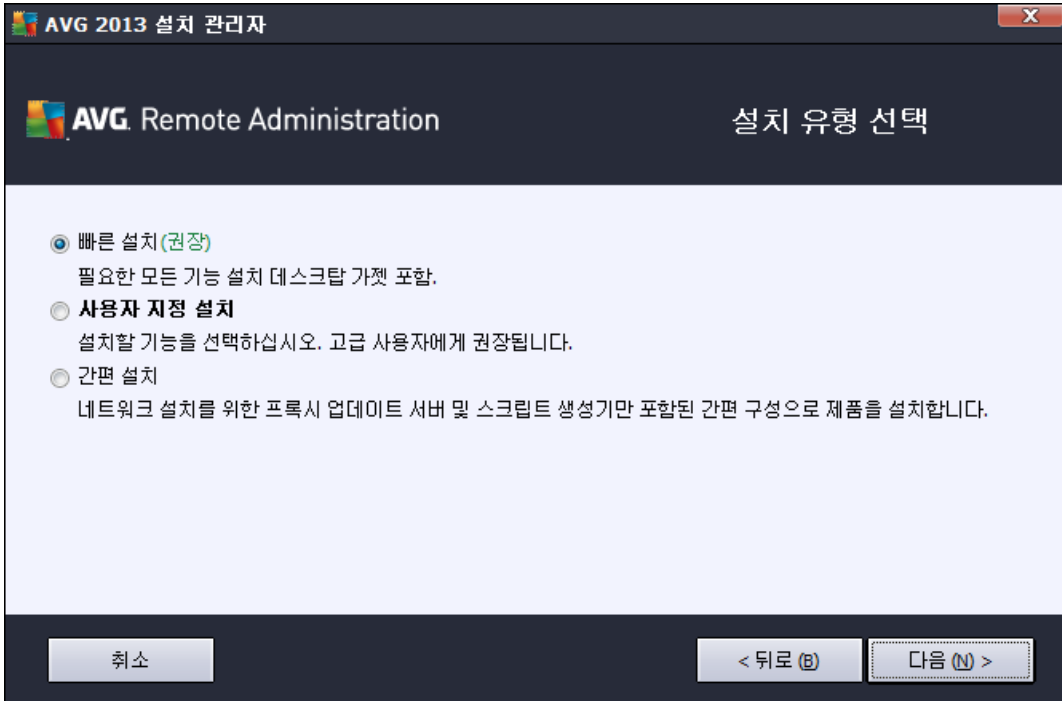 AVG 2013 설치 관리자
AVG. Remote Administration
설치 유형 선택
빠른 설치(권장)
필요한 모든 기능 설치 데스크탑 가젯 포함.
사용자 지정 설치
설치할 기능을 선택하십시오. 고급 사용자에게 권장됩니다.
간편 설치
네트워크 설치를 위한 프록시 업데이트 서버 및 스크립트 생성기만 포함된 간편 구성으로 제품을 설치합니다.
취소
< 뒤로 (B)
다음 (N) >